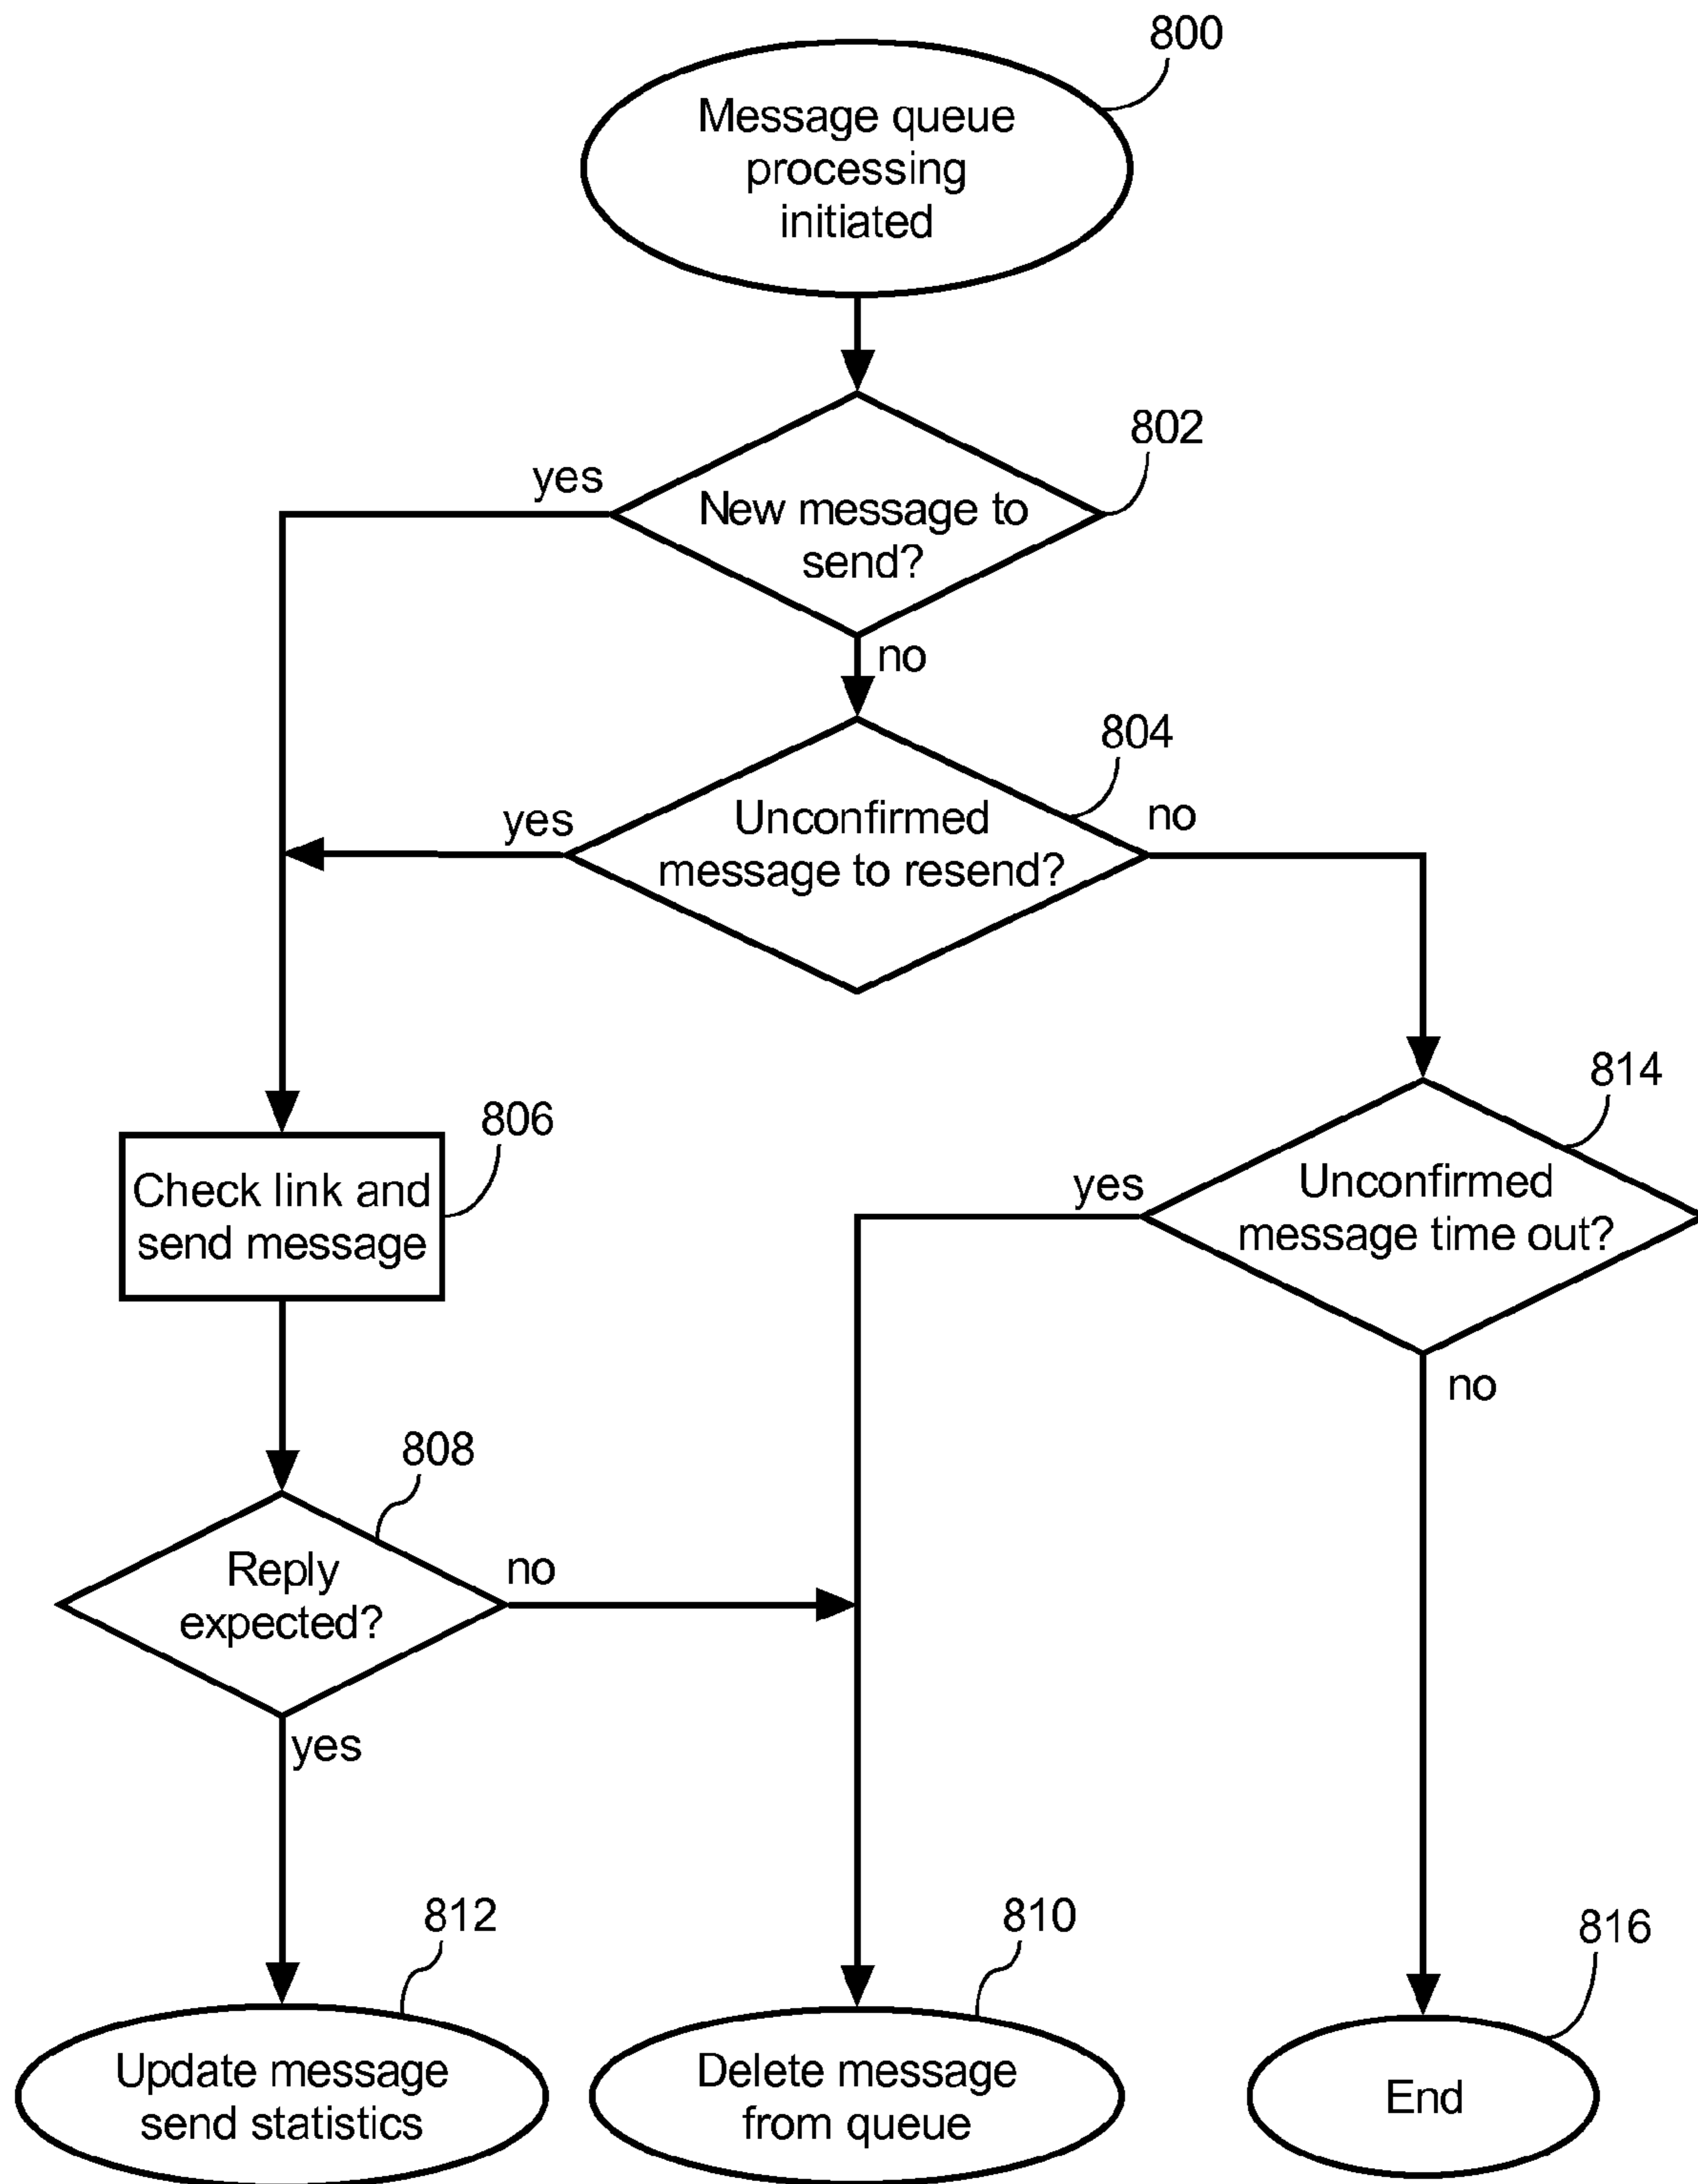 800
Message queue
processing
initiated
802
yes
New message to
send?
no
804
yes
Unconfirmed
message to resend?
no
814
806
Check link and
send message
yes
Unconfirmed
message time out?
no
808
Reply
expected?
no
yes
812
810
816
Update message
send statistics
Delete message
from queue
End